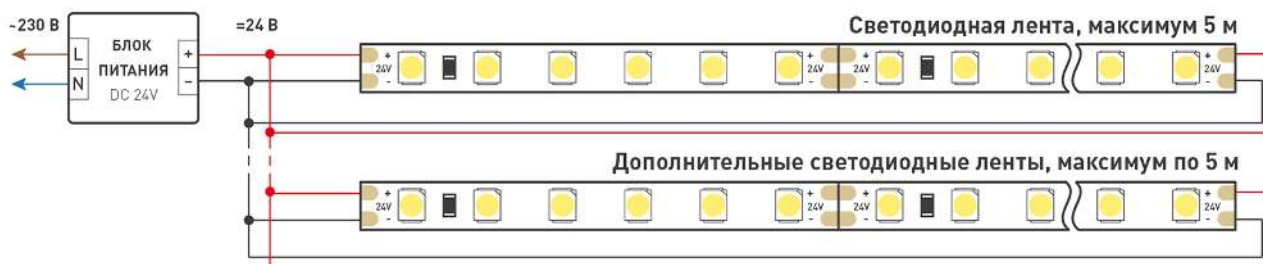 ~230 В
=24 В
Светодиодная лента, максимум 5 м
L
N
БЛОК
ПИТАНИЯ
DC 24V
+
−
+
24V
-
+
24V
-
+
24V
-
+
24V
-
Дополнительные светодиодные ленты, максимум по 5 м
+
24V
-
+
24V
-
+
24V
-
+
24V
-